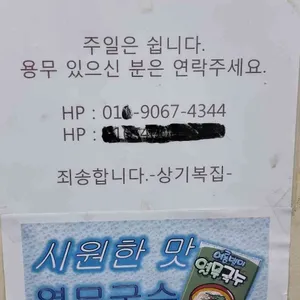 주일은 쉽니다.
용무 있으신 분은 연락주세요.
HP : 010-9067-4344
HP :
죄송합니다.-상기복집-
시원한 맛
열무국수